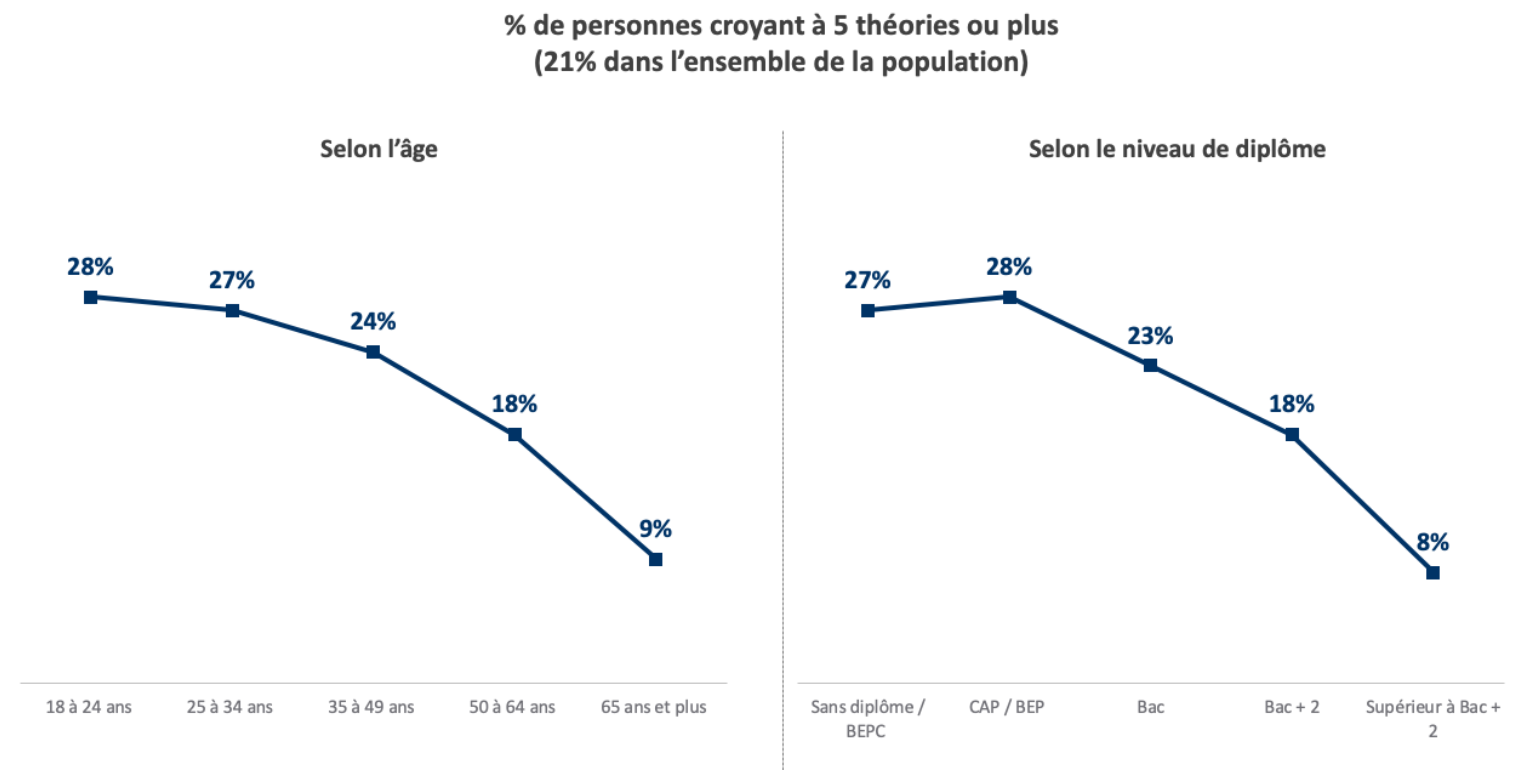 % de personnes croyant à 5 théories ou plus
(21% dans l’ensemble de la population)
Selon l’âge
28%
27%
24%
18%
9%
18 à 24 ans
25 à 34 ans
35 à 49 ans
50 à 64 ans
65 ans et plus
Selon le niveau de diplôme
27%
28%
23%
18%
8%
Sans diplôme /
BEPC
CAP / BEP
Bac
Bac + 2
Supérieur à Bac +
2